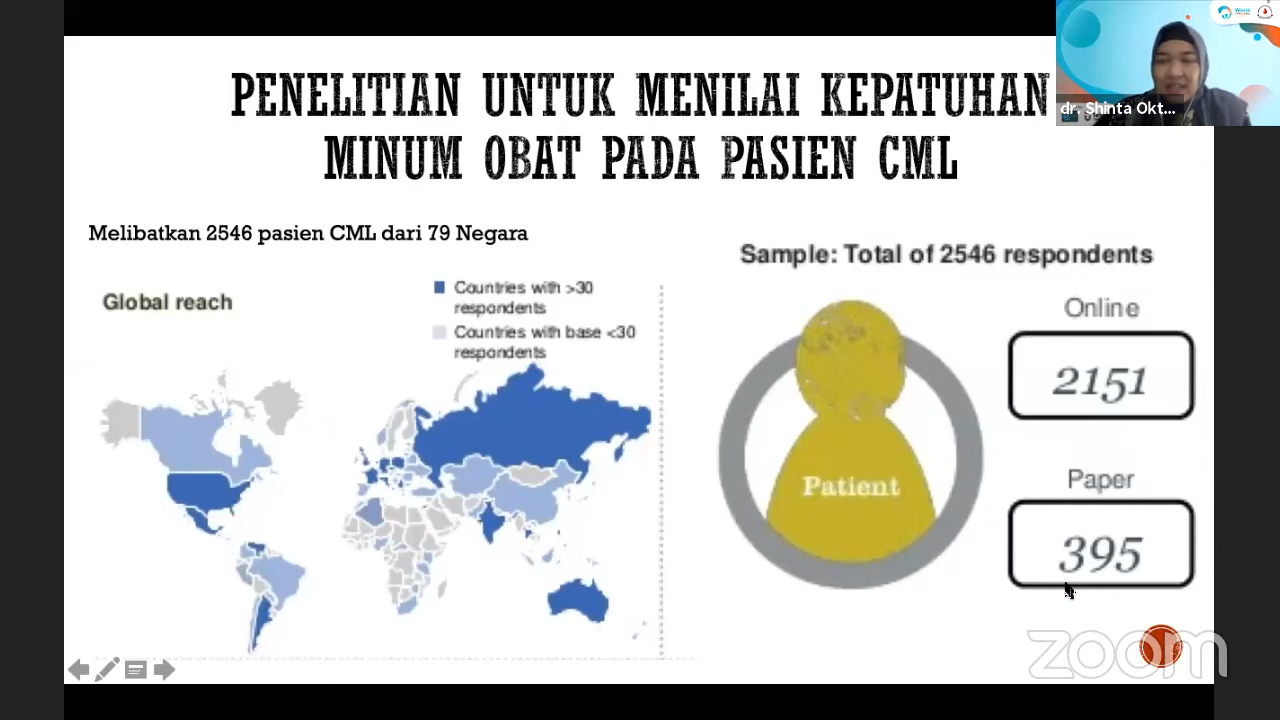 PENELITIAN UNTUK MENILAI KEPATUHAN
MINUM OBAT PADA PASIEN CML
dr. Shinta Okt...
Melibatkan 2546 pasien CML dari 79 Negara
Global reach
Countries with >30
respondents
Countries with base <30
respondents
Sample: Total of 2546 respondents
Online
2151
Patient
Paper
395
zoom